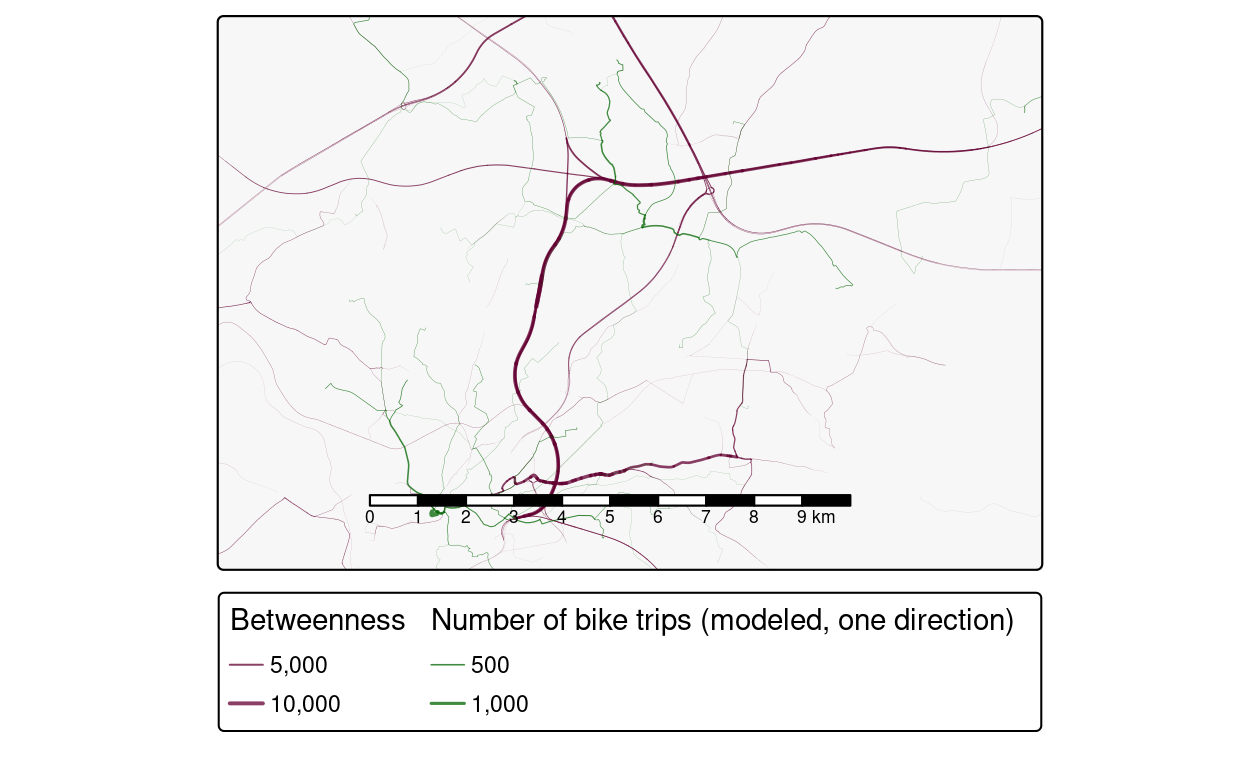 0 1 2 3 4 5 6 7 8 9 km
Betweenness Number of bike trips (modeled, one direction)
5,000 500
10,000 1,000